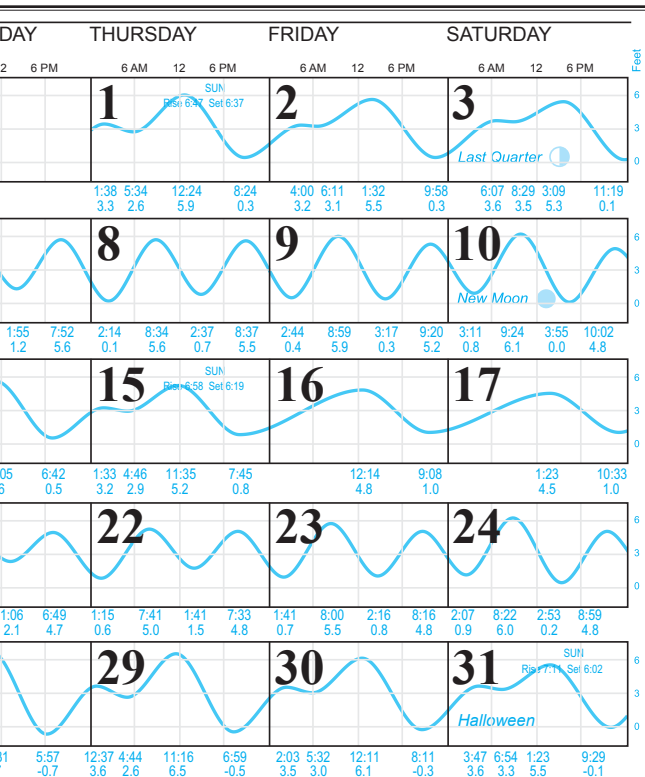 DAY THURSDAY FRIDAY SATURDAY
Feet
2 6 PM 6 AM 12 6 PM 6 AM 12 6 PM 6 AM 12 6 PM
1 SUN 2 3 6
Rise 6:47 Set 6:37
3
Last Quarter 0
1:38 5:34 12:24 8:24 4:00 6:11 1:32 9:58 6:07 8:29 3:09 11:19
3.3 2.6 5.9 0.3 3.2 3.1 5.5 0.3 3.6 3.5 5.3 0.1
8 9 10 6
3
New Moon 0
1:55 7:52 2:14 8:34 2:37 8:37 2:44 8:59 3:17 9:20 3:11 9:24 3:55 10:02
1.2 5.6 0.1 5.6 0.7 5.5 0.4 5.9 0.3 5.2 0.8 6.1 0.0 4.8
15 SUN 16 17 6
Rise 6:58 Set 6:19
3
0
05 6:42 1:33 4:46 11:35 7:45 12:14 9:08 1:23 10:33
6 0.5 3.2 2.9 5.2 0.8 4.8 1.0 4.5 1.0
22 23 24 6
3
0
1:06 6:49 1:15 7:41 1:41 7:33 1:41 8:00 2:16 8:16 2:07 8:22 2:53 8:59
2.1 4.7 0.6 5.0 1.5 4.8 0.7 5.5 0.8 4.8 0.9 6.0 0.2 4.8
29 30 31 SUN 6
Rise 7:11 Set 6:02
3
Halloween 0
31 5:57 12:37 4:44 11:16 6:59 2:03 5:32 12:11 8:11 3:47 6:54 1:23 9:29
-0.7 3.6 2.6 6.5 -0.5 3.5 3.0 6.1 -0.3 3.6 3.3 5.5 -0.1